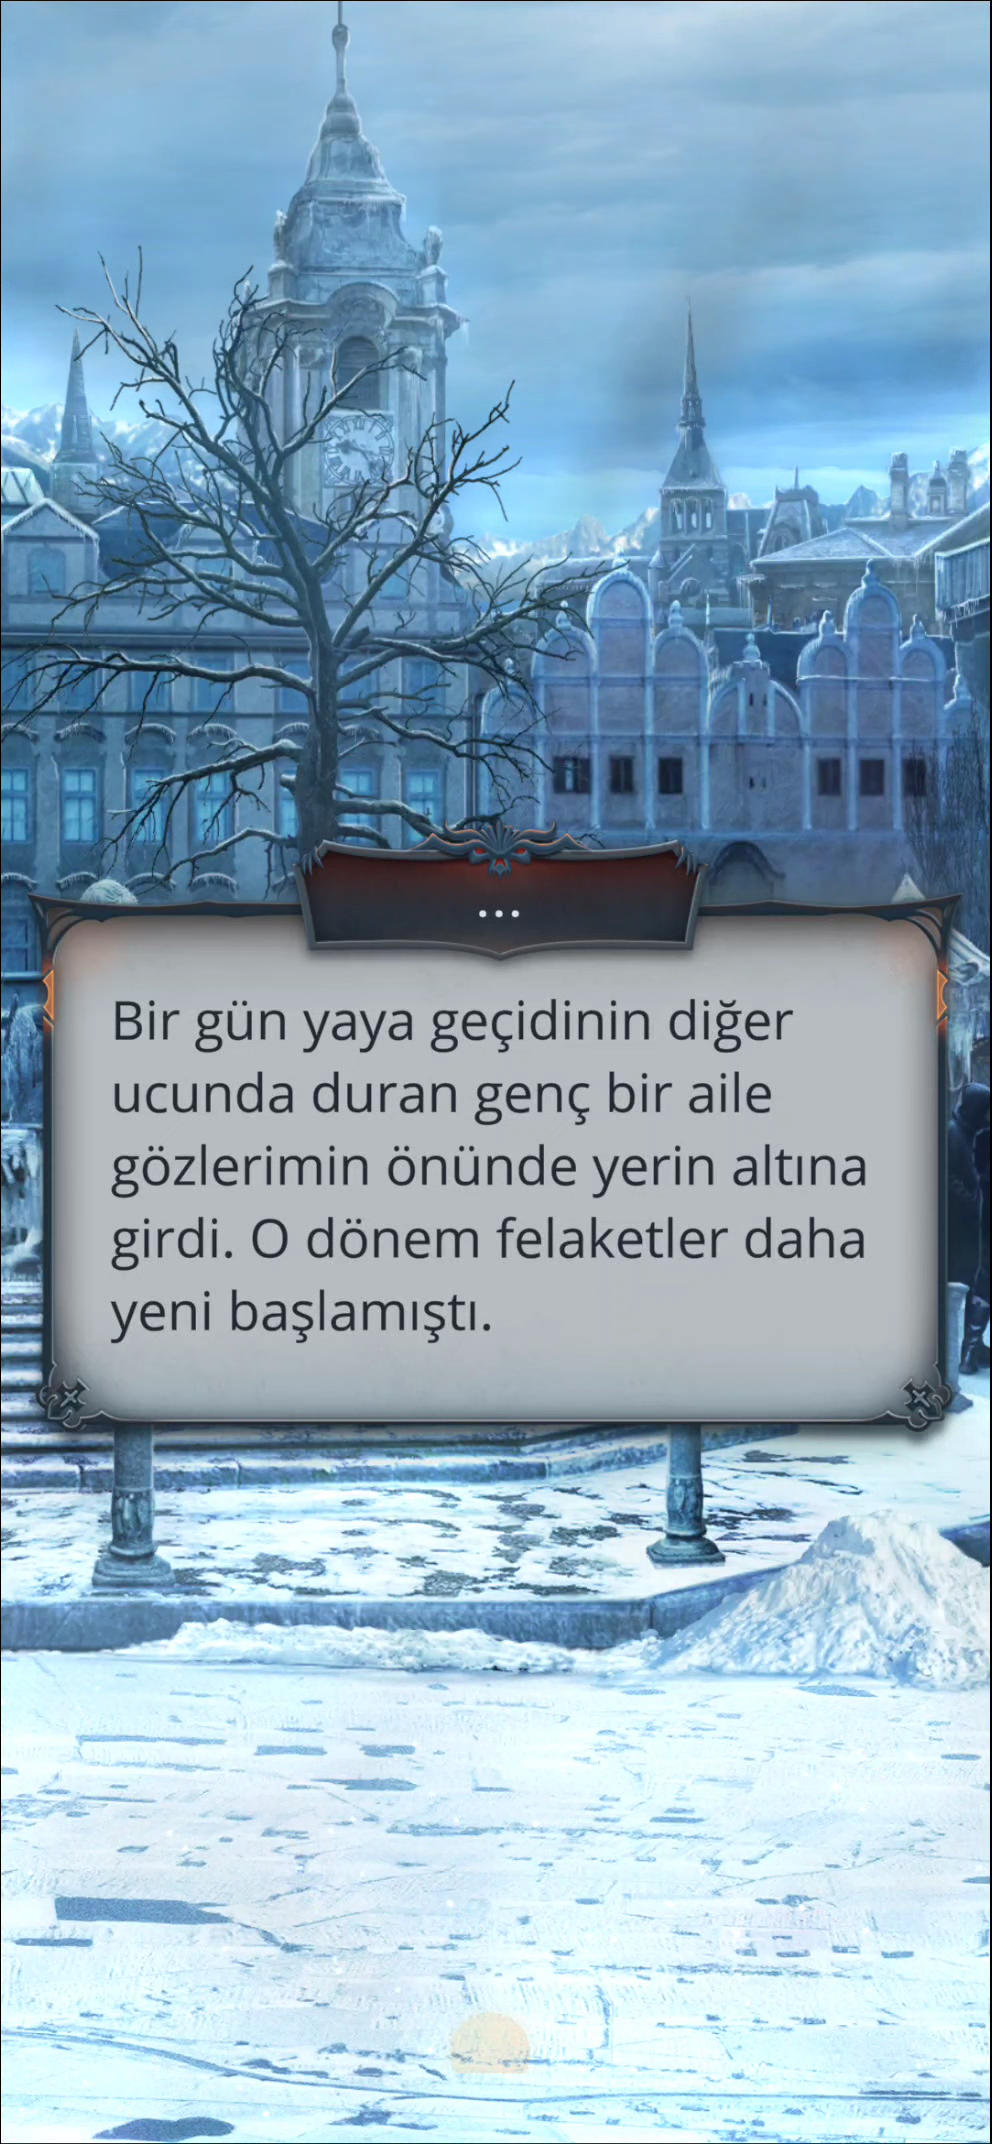 ...
Bir gün yaya geçidinin diğer
ucunda duran genç bir aile
gözlerimin önünde yerin altına
girdi. O dönem felaketler daha
yeni başlamıştı.